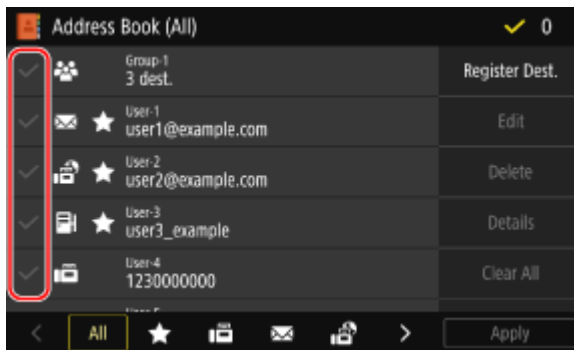 Address Book (All)
0
Group-1
3 dest.
User-1
user1@example.com
User-2
user2@example.com
User-3
user3_example
User-4
1230000000
Register Dest.
Edit
Delete
Details
Clear All
All
Apply